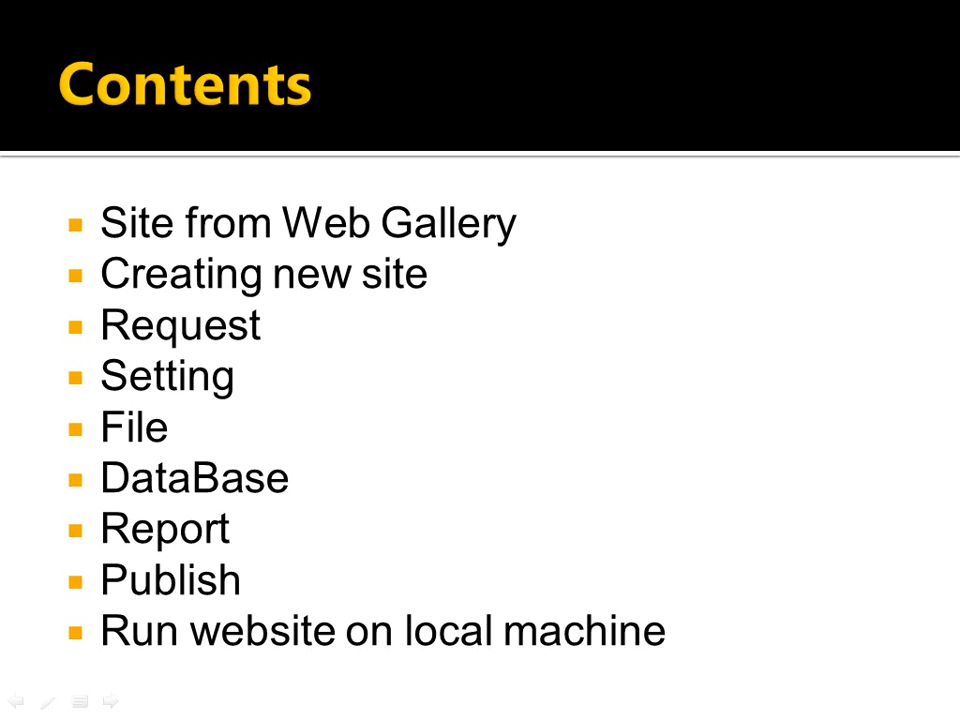 Contents
Site from Web Gallery
Creating new site
Request
Setting
File
DataBase
Report
Publish
Run website on local machine